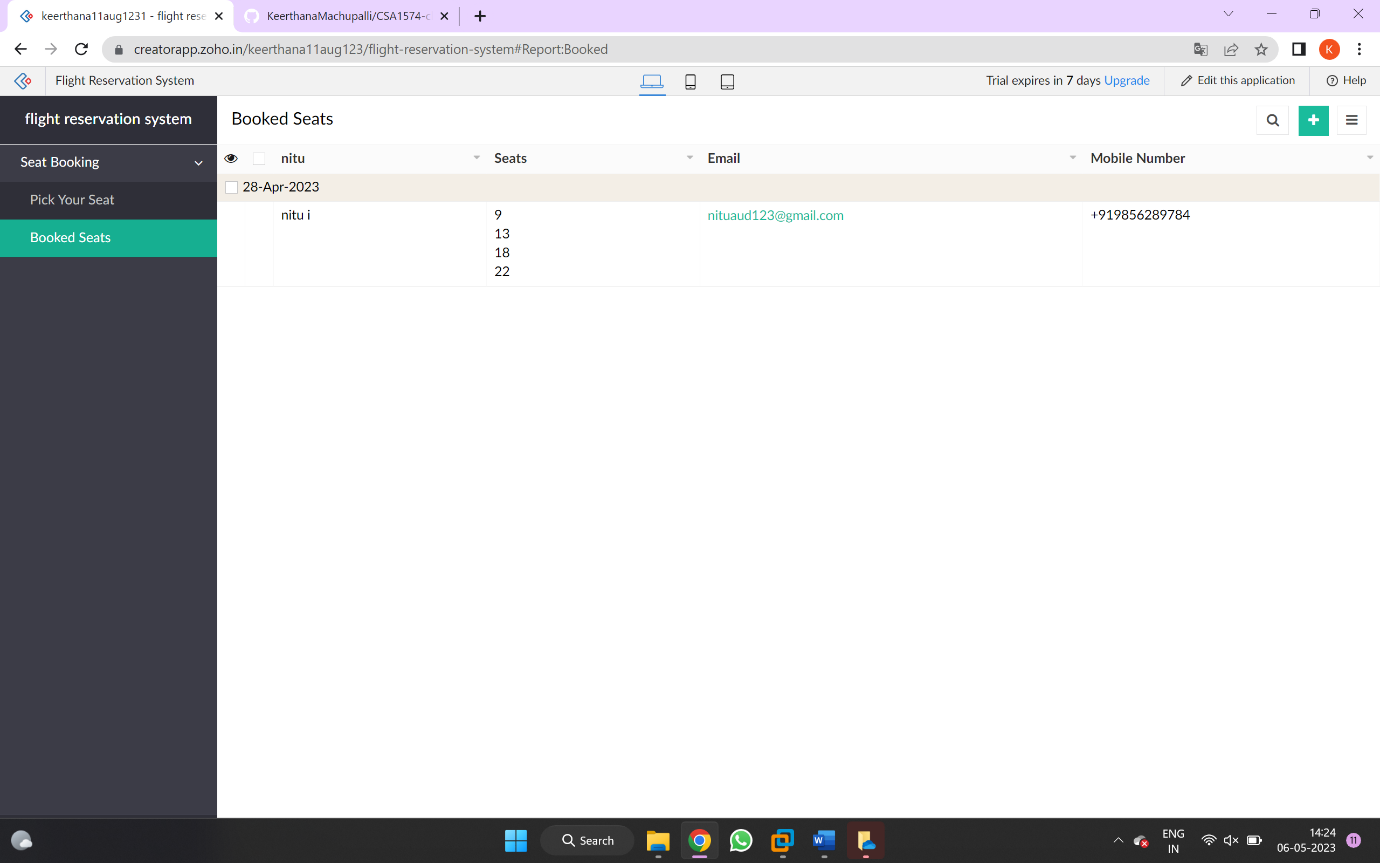 keerthana11aug1231 - flight rese
KeerthanaMachupalli/CSA1574-c
creatorapp.zoho.in/keerthana11aug123/flight-reservation-system#Report:Booked
K
Flight Reservation System
Trial expires in 7 days Upgrade
Edit this application
Help
flight reservation system
Booked Seats
Seat Booking
Pick Your Seat
Booked Seats
nitu Seats Email Mobile Number
28-Apr-2023
nitu i 9 nituaud123@gmail.com +919856289784
13
18
22
Search
W
ENG
IN
14:24
06-05-2023
11